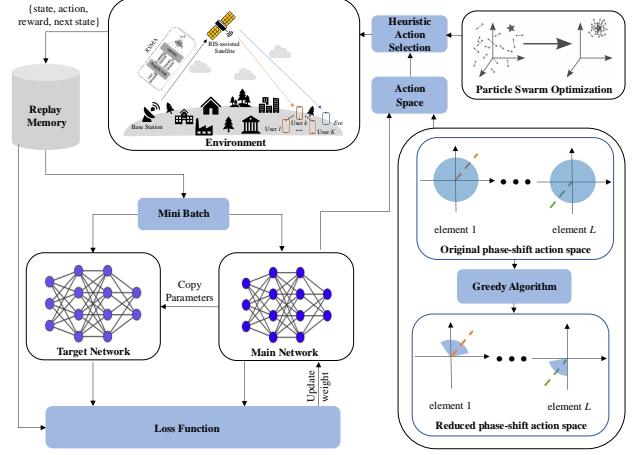 {state, action,
reward, next state}
Replay
Memory
RSMA
RIS-assisted
Satellite
Base Station
User 1
User k
User K
Eve
Environment
Heuristic
Action
Selection
Particle Swarm Optimization
Action
Space
Mini Batch
element 1
element L
Original phase-shift action space
Greedy Algorithm
element 1
element L
Reduced phase-shift action space
Copy
Parameters
Target Network
Main Network
Update
weight
Loss Function